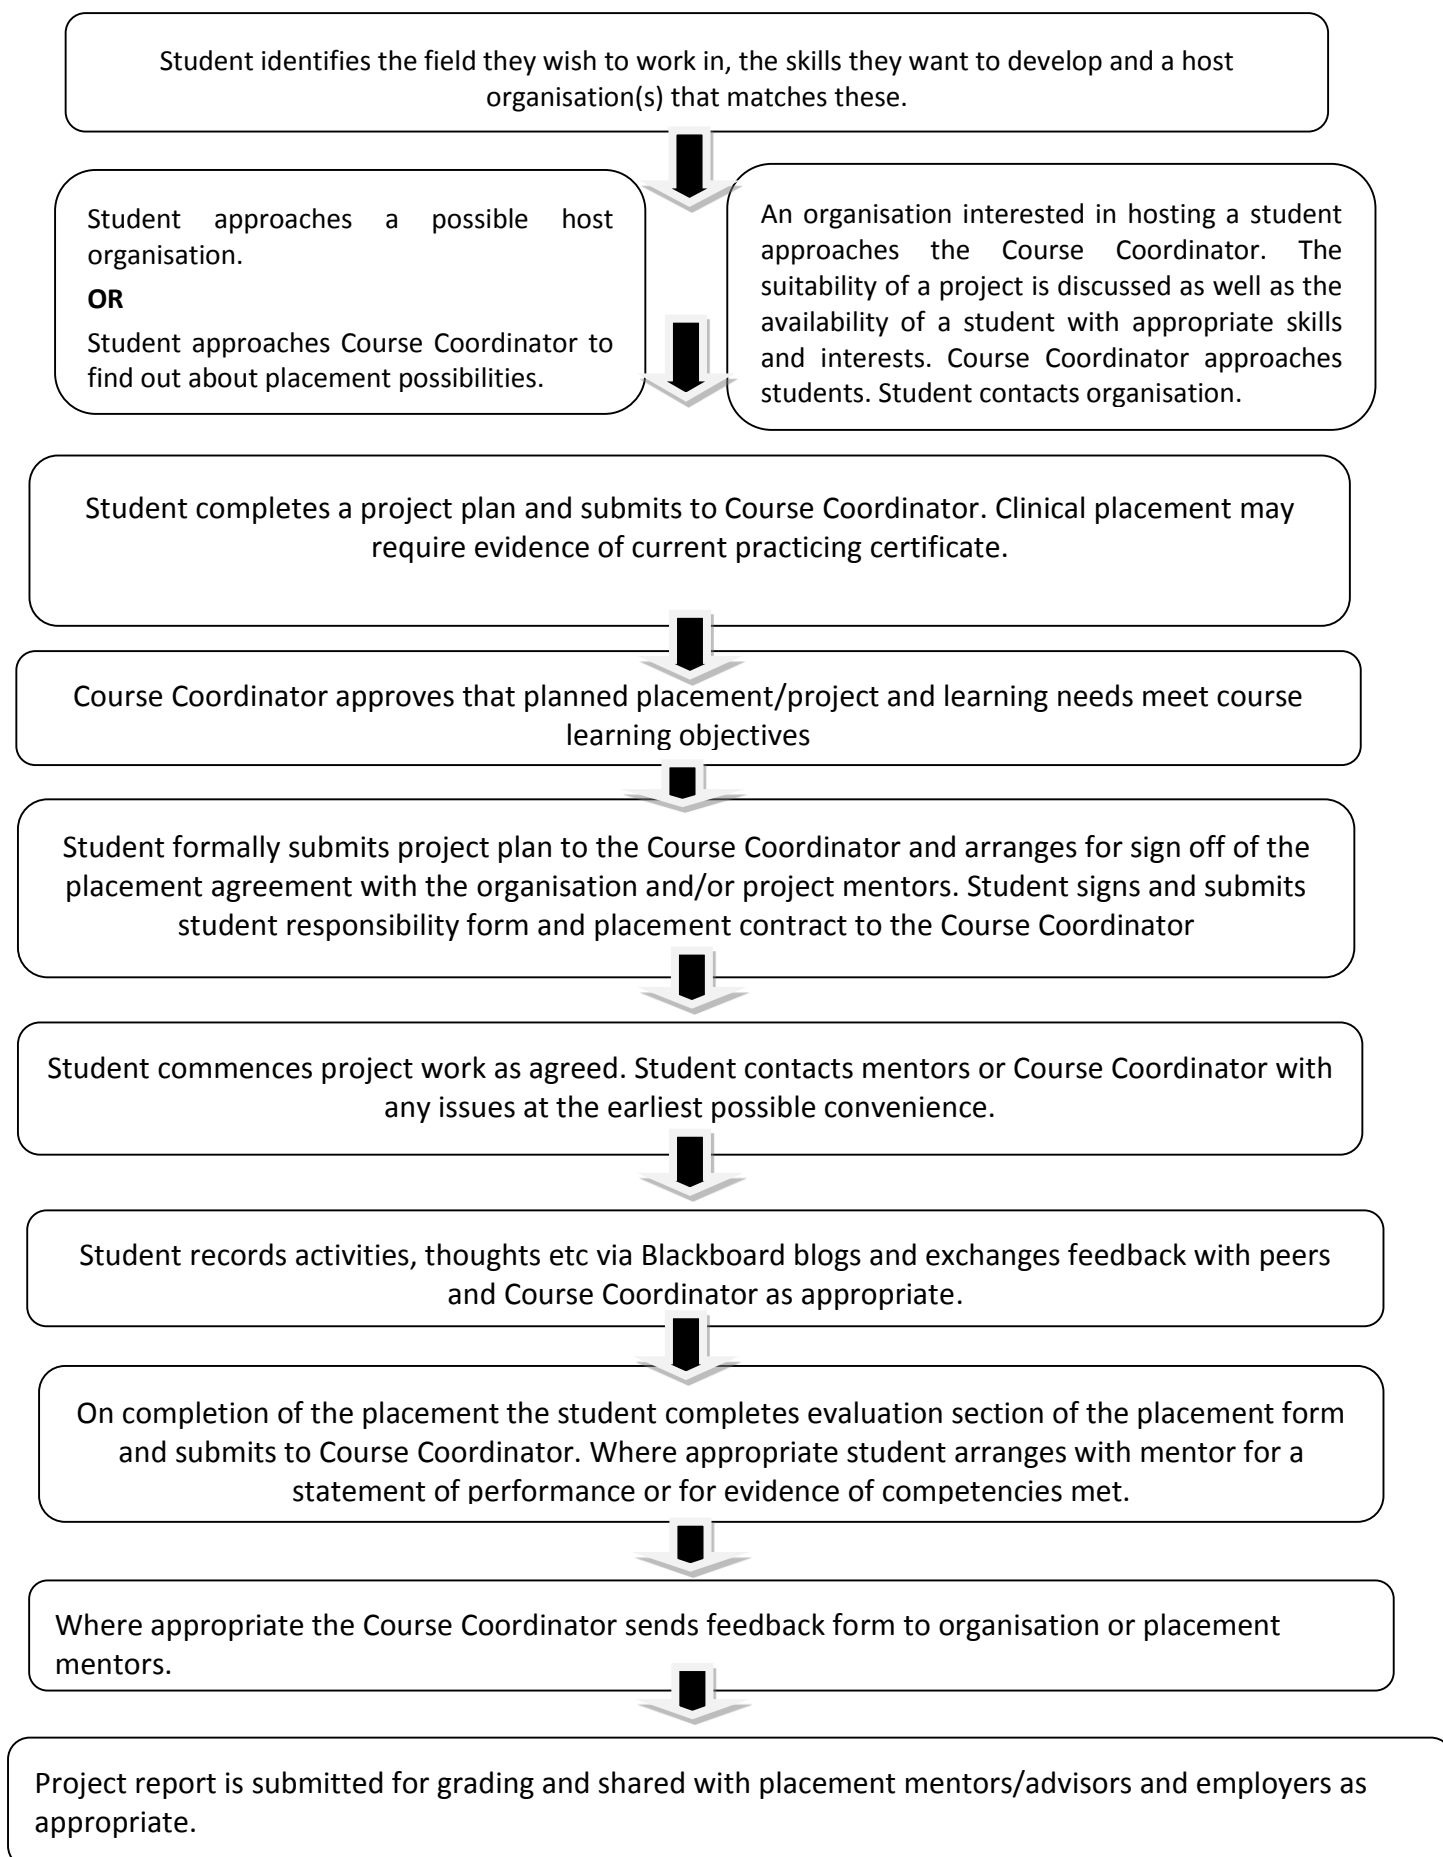 Student identifies the field they wish to work in, the skills they want to develop and a host
organisation(s) that matches these.
Student approaches a possible host
organisation.
OR
Student approaches Course Coordinator to
find out about placement possibilities.
An organisation interested in hosting a student
approaches the Course Coordinator. The
suitability of a project is discussed as well as the
availability of a student with appropriate skills
and interests. Course Coordinator approaches
students. Student contacts organisation.
Student completes a project plan and submits to Course Coordinator. Clinical placement may
require evidence of current practicing certificate.
Course Coordinator approves that planned placement/project and learning needs meet course
learning objectives
Student formally submits project plan to the Course Coordinator and arranges for sign off of the
placement agreement with the organisation and/or project mentors. Student signs and submits
student responsibility form and placement contract to the Course Coordinator
Student commences project work as agreed. Student contacts mentors or Course Coordinator with
any issues at the earliest possible convenience.
Student records activities, thoughts etc via Blackboard blogs and exchanges feedback with peers
and Course Coordinator as appropriate.
On completion of the placement the student completes evaluation section of the placement form
and submits to Course Coordinator. Where appropriate student arranges with mentor for a
statement of performance or for evidence of competencies met.
Where appropriate the Course Coordinator sends feedback form to organisation or placement
mentors.
Project report is submitted for grading and shared with placement mentors/advisors and employers as
appropriate.